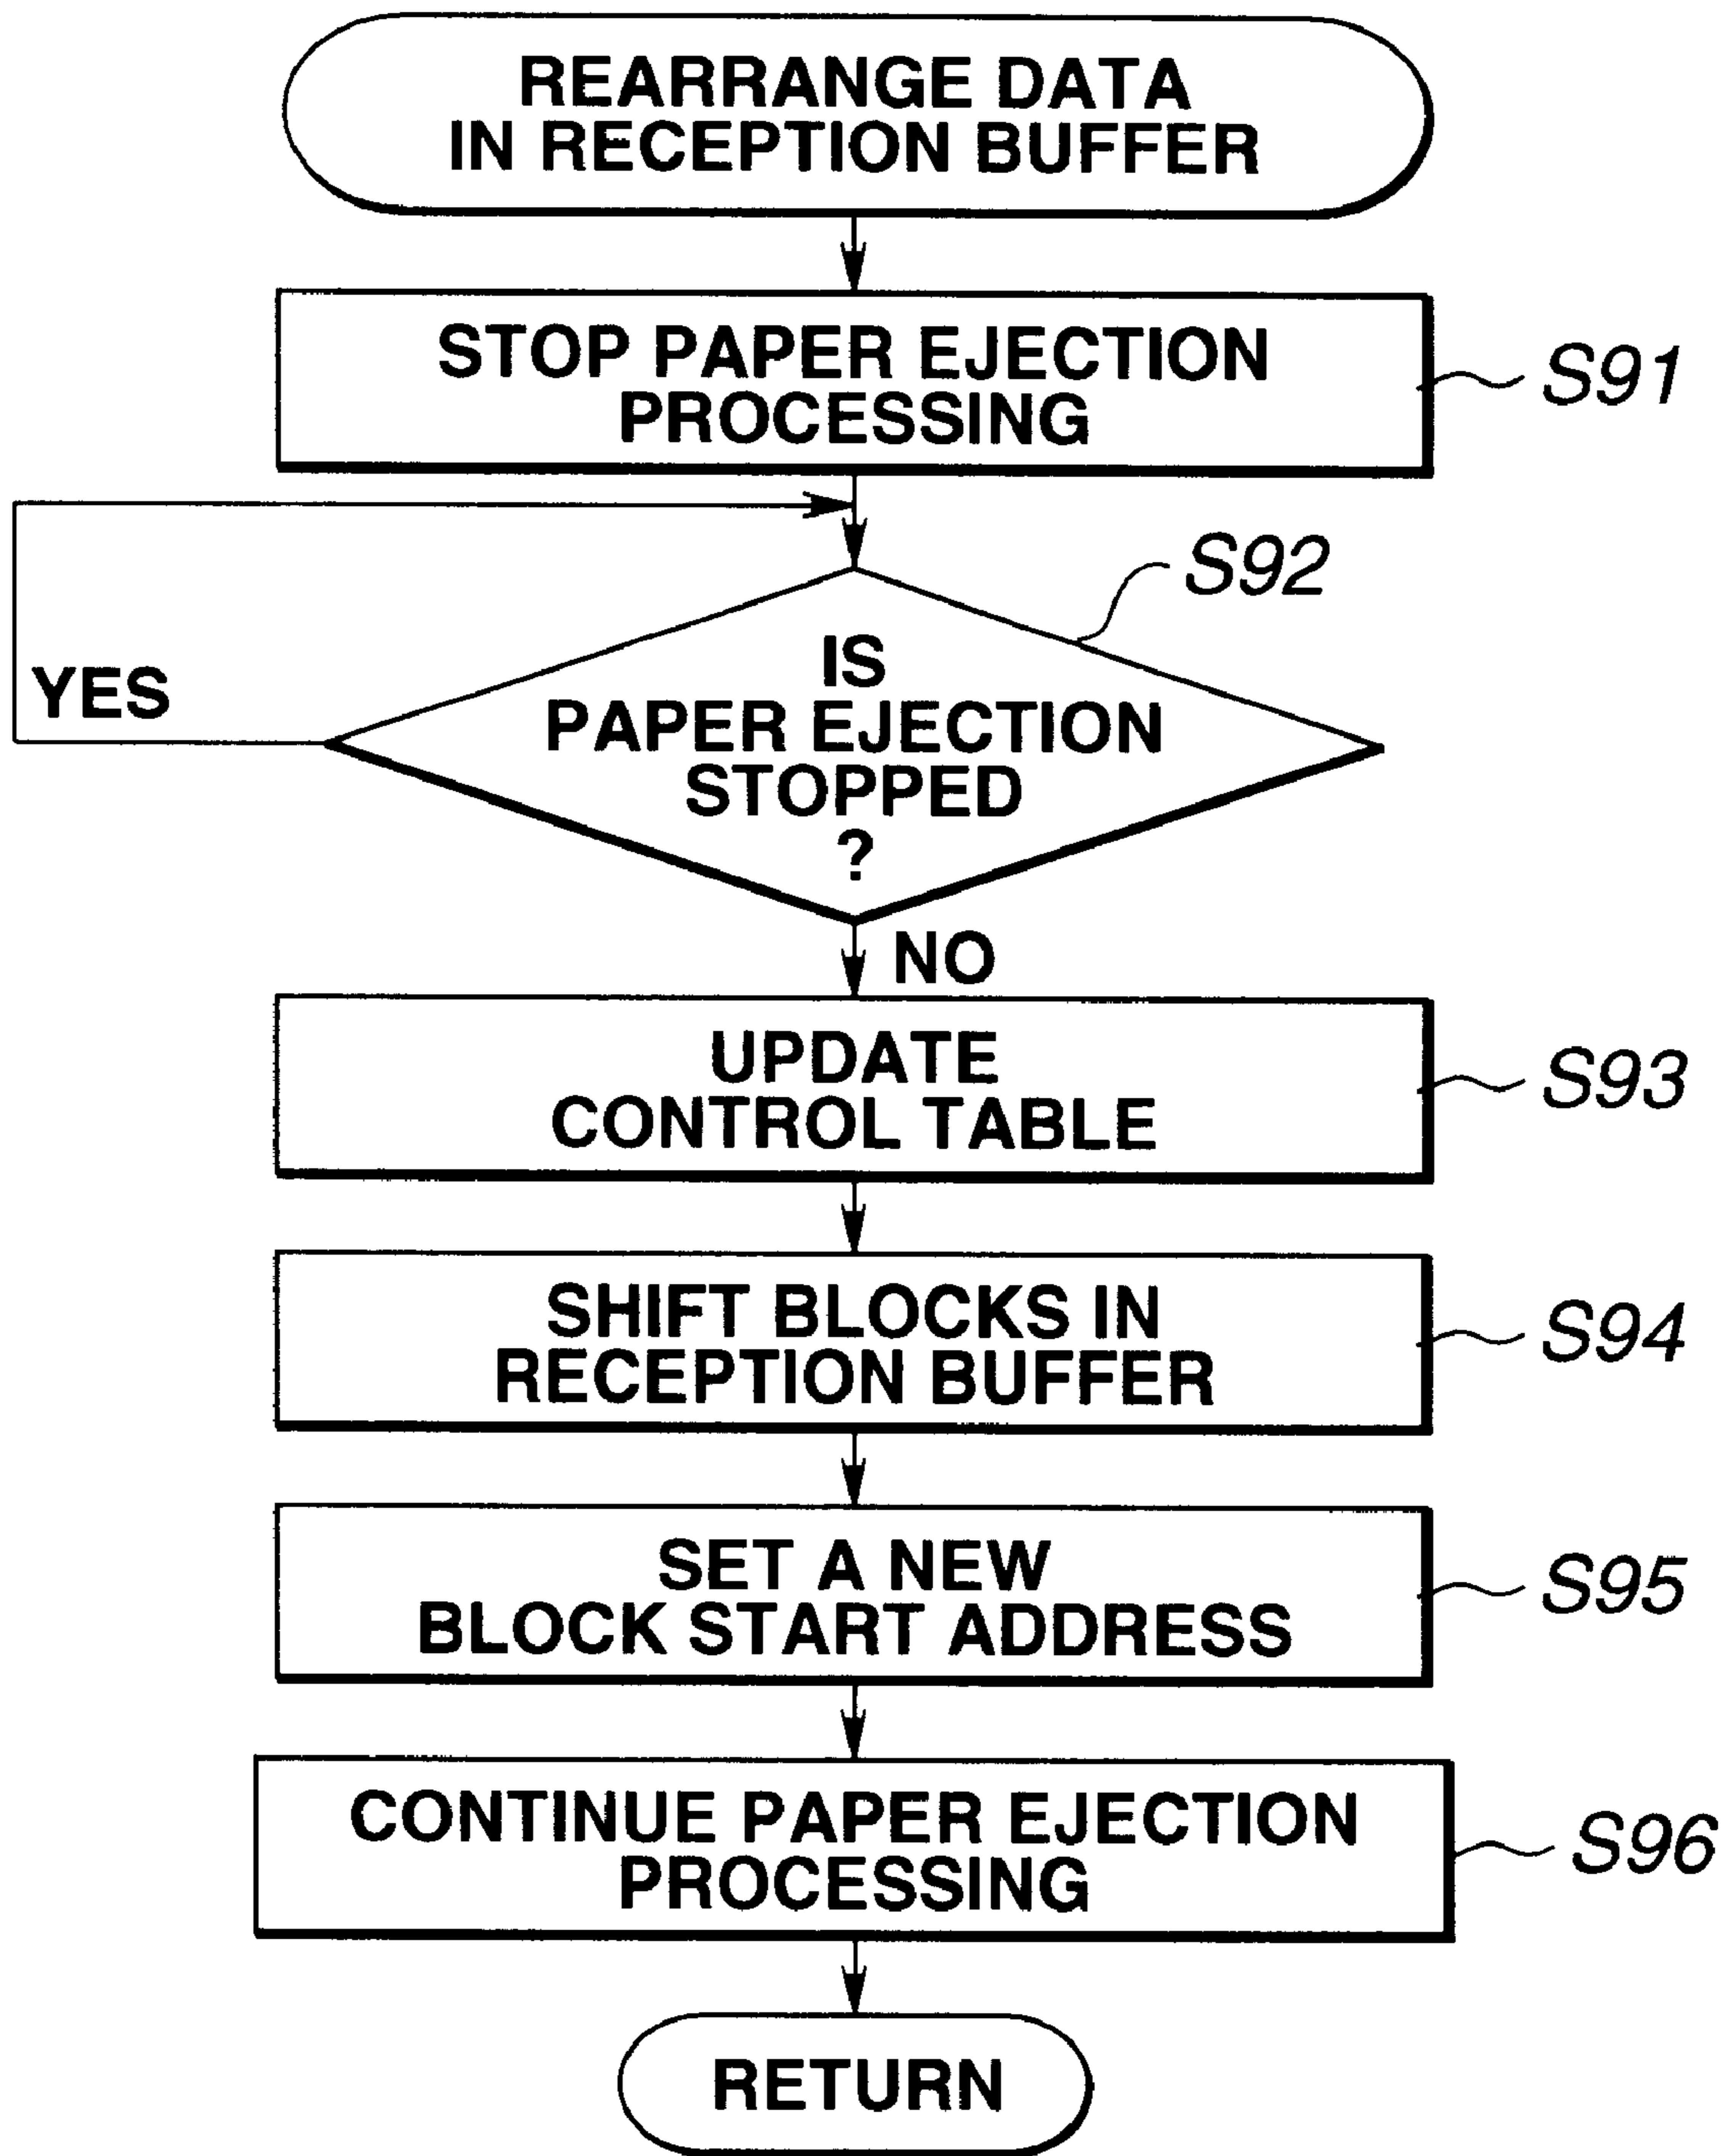 REARRANGE DATA
IN RECEPTION BUFFER
STOP PAPER EJECTION
PROCESSING
S91
S92
IS
PAPER EJECTION
STOPPED
?
YES
NO
UPDATE
CONTROL TABLE
S93
SHIFT BLOCKS IN
RECEPTION BUFFER
S94
SET A NEW
BLOCK START ADDRESS
S95
CONTINUE PAPER EJECTION
PROCESSING
S96
RETURN